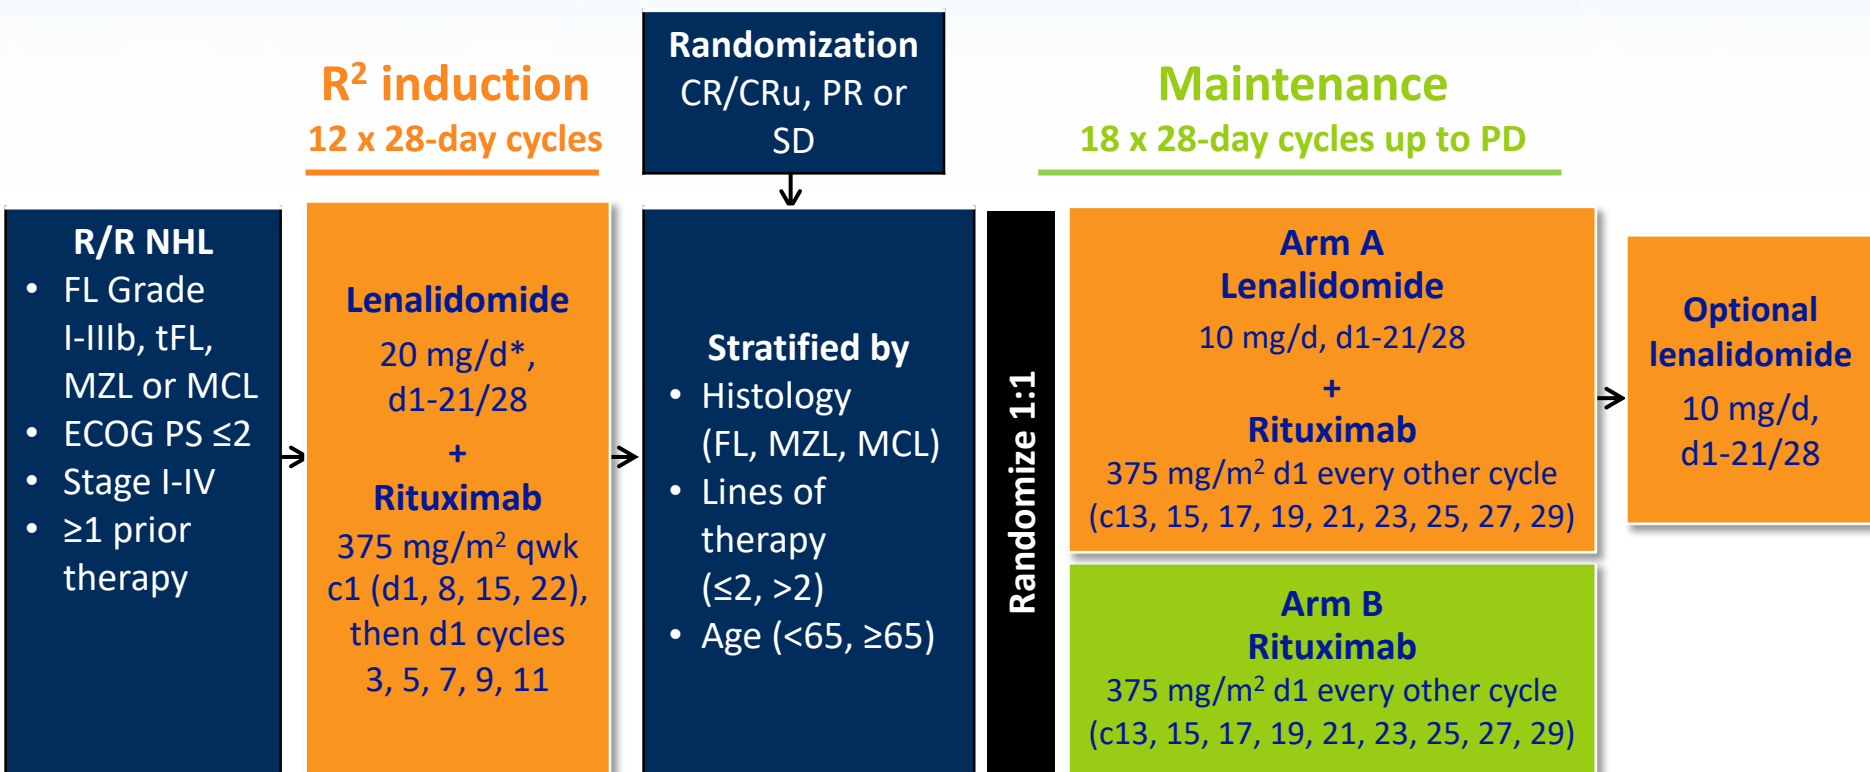 R² induction
12 x 28-day cycles
Randomization
CR/CRu, PR or
SD
Maintenance
18 x 28-day cycles up to PD
R/R NHL
• FL Grade
I-IIIb, tFL,
MZL or MCL
• ECOG PS ≤2
• Stage I-IV
• ≥1 prior
therapy
Lenalidomide
20 mg/d*,
d1-21/28
+
Rituximab
375 mg/m² qwk
c1 (d1, 8, 15, 22),
then d1 cycles
3, 5, 7, 9, 11
Stratified by
• Histology
(FL, MZL, MCL)
• Lines of
therapy
(≤2, >2)
• Age (<65, ≥65)
Randomize 1:1
Arm A
Lenalidomide
10 mg/d, d1-21/28
+
Rituximab
375 mg/m² d1 every other cycle
(c13, 15, 17, 19, 21, 23, 25, 27, 29)
Arm B
Rituximab
375 mg/m² d1 every other cycle
(c13, 15, 17, 19, 21, 23, 25, 27, 29)
Optional
lenalidomide
10 mg/d,
d1-21/28